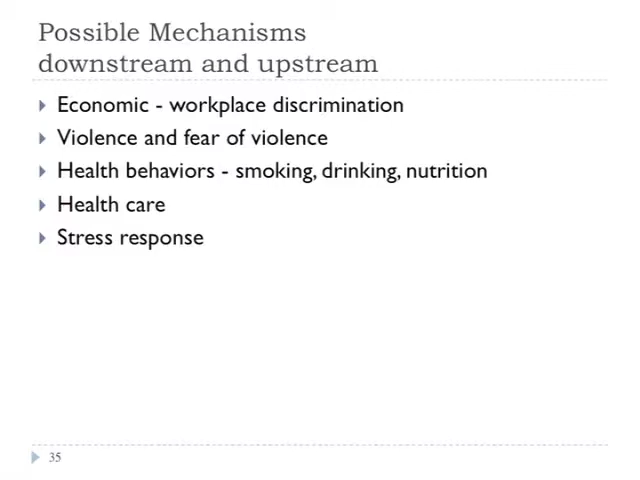 Possible Mechanisms
downstream and upstream
Economic - workplace discrimination
Violence and fear of violence
Health behaviors - smoking, drinking, nutrition
Health care
Stress response
35